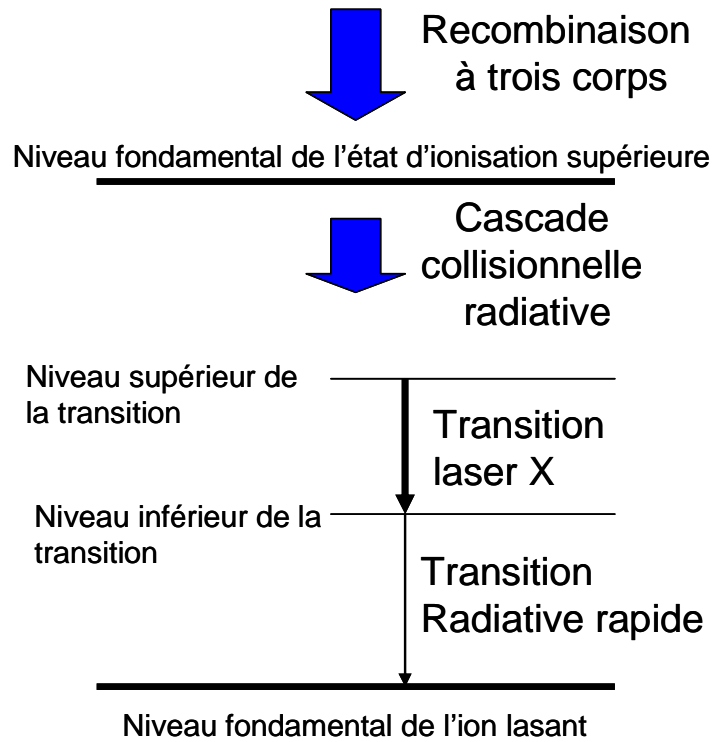 Recombinaison
à trois corps
Niveau fondamental de l'état d'ionisation supérieure
Cascade
collisionnelle
radiative
Niveau supérieur de
la transition
Transition
laser X
Niveau inférieur de la
transition
Transition
Radiative rapide
Niveau fondamental de l'ion lasant